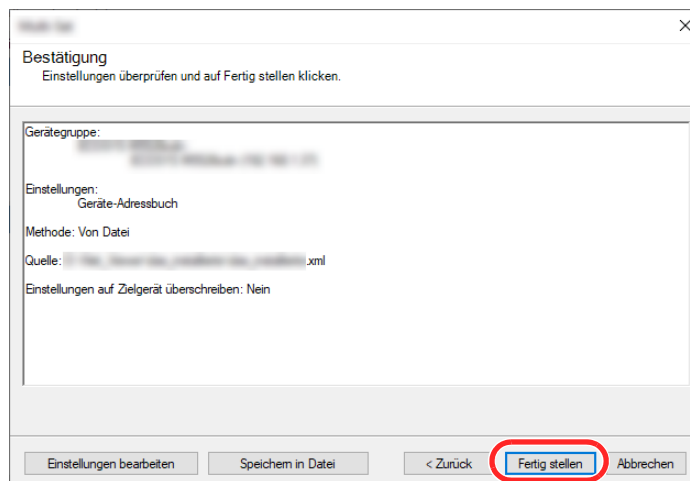 Bestätigung
Einstellungen überprüfen und auf Fertig stellen klicken.
Gerätegruppe:
Einstellungen:
Geräte-Adressbuch
Methode: Von Datei
Quelle: .xml
Einstellungen auf Zielgerät überschreiben: Nein
Einstellungen bearbeiten Speichern in Datei < Zurück Fertig stellen Abbrechen